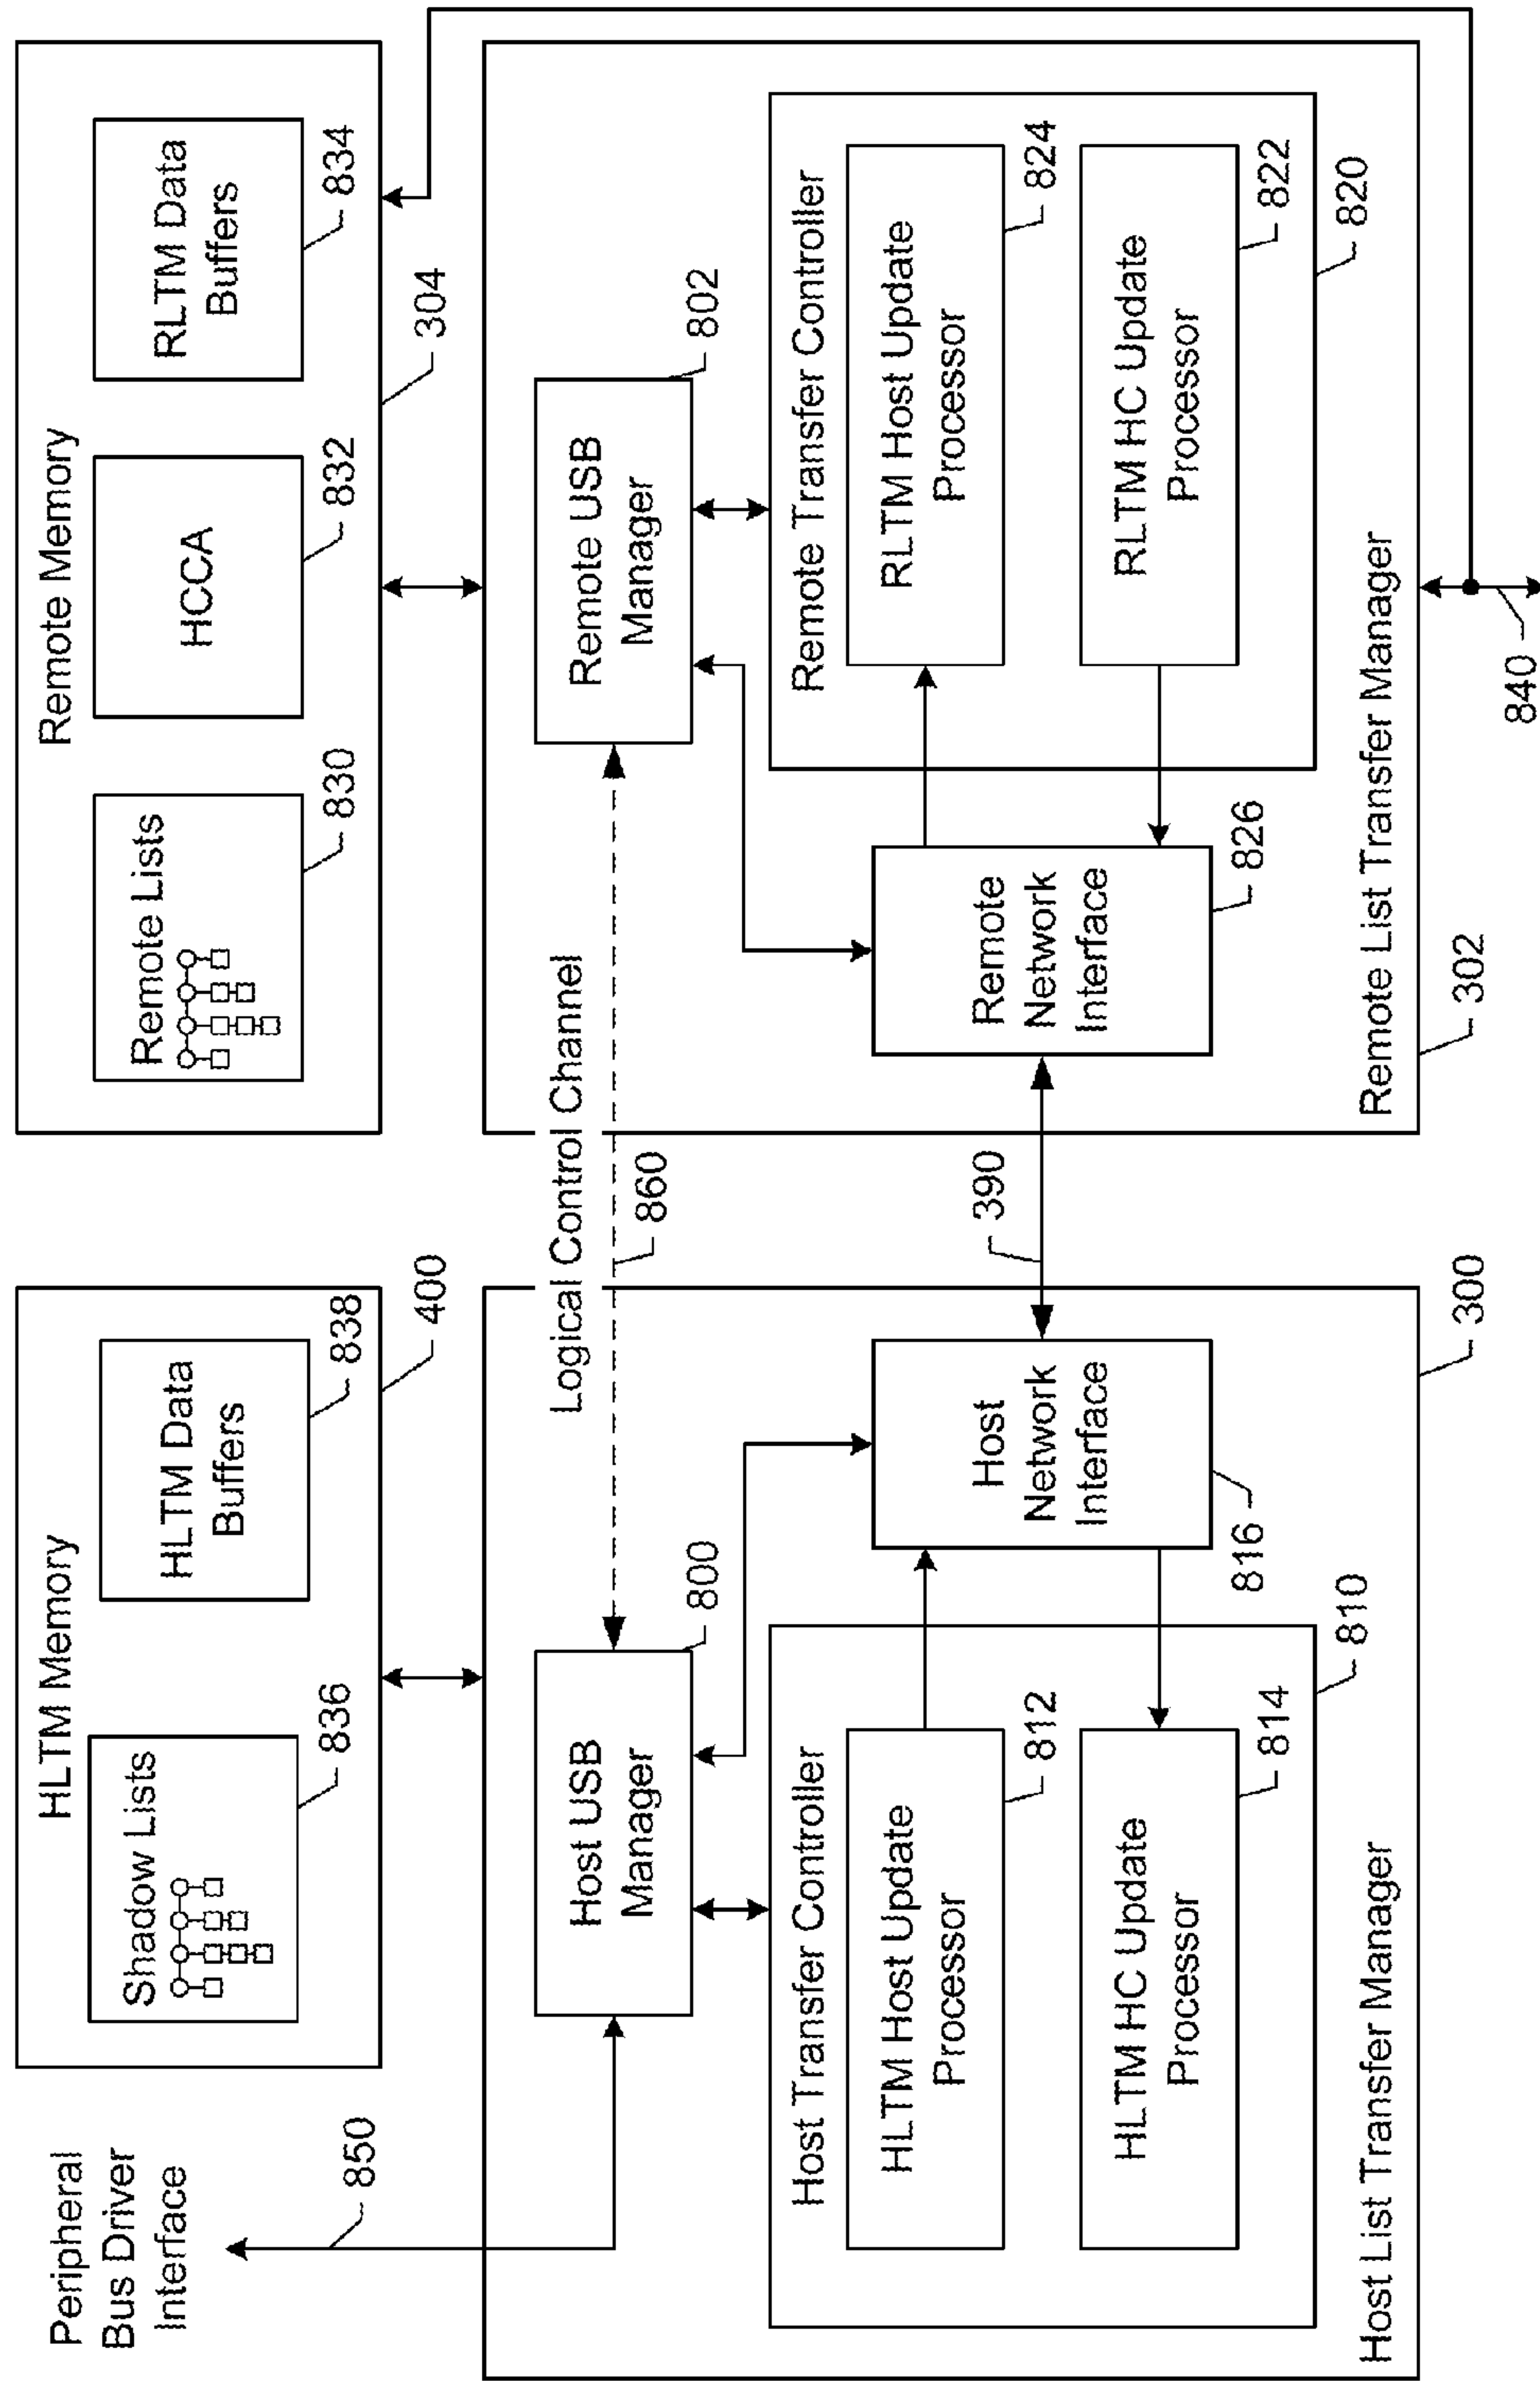 Peripheral
Bus Driver
Interface
850
HLTM Memory
Shadow Lists
836
HLTM Data
Buffers
838
400
Remote Memory
Remote Lists
830
HCCA
832
RLTM Data
Buffers
834
304
Logical Control Channel
860
Host USB
Manager
800
Remote USB
Manager
802
Host Transfer Controller
HLTM Host Update
Processor
812
HLTM HC Update
Processor
814
810
Host
Network
Interface
816
390
Remote
Network
Interface
826
Remote Transfer Controller
RLTM Host Update
Processor
824
RLTM HC Update
Processor
822
820
Host List Transfer Manager
300
Remote List Transfer Manager
302
840